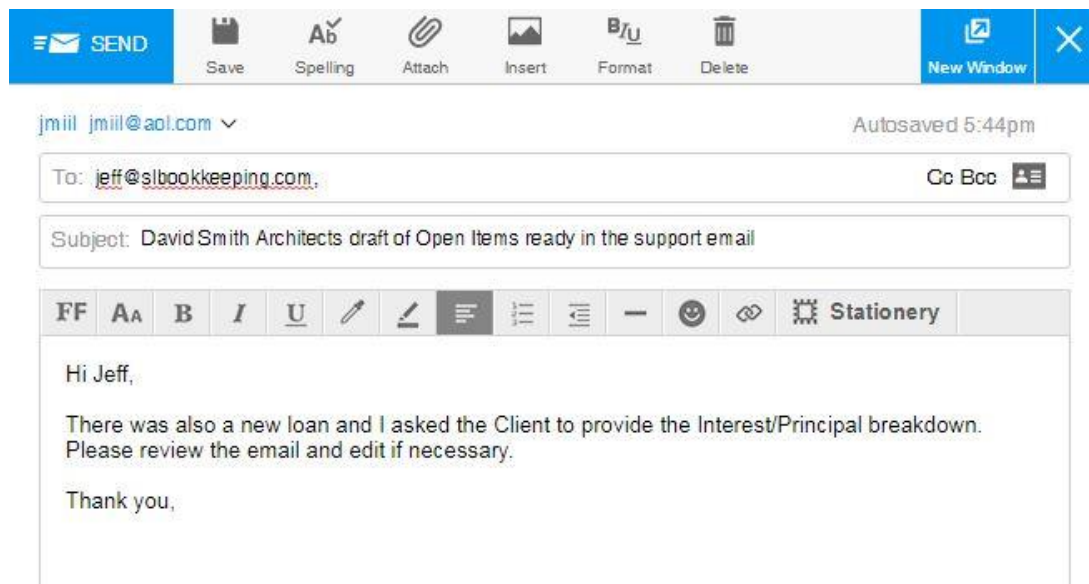 SEND
Save
Spelling
Attach
Insert
Format
Delete
New Window
jmiil jmiil@aol.com
Autosaved 5:44pm
To: jeff@slbookkeeping.com,
Cc Bcc
Subject: David Smith Architects draft of Open Items ready in the support email
FF AA B I U Stationery
Hi Jeff,
There was also a new loan and I asked the Client to provide the Interest/Principal breakdown.
Please review the email and edit if necessary.
Thank you,